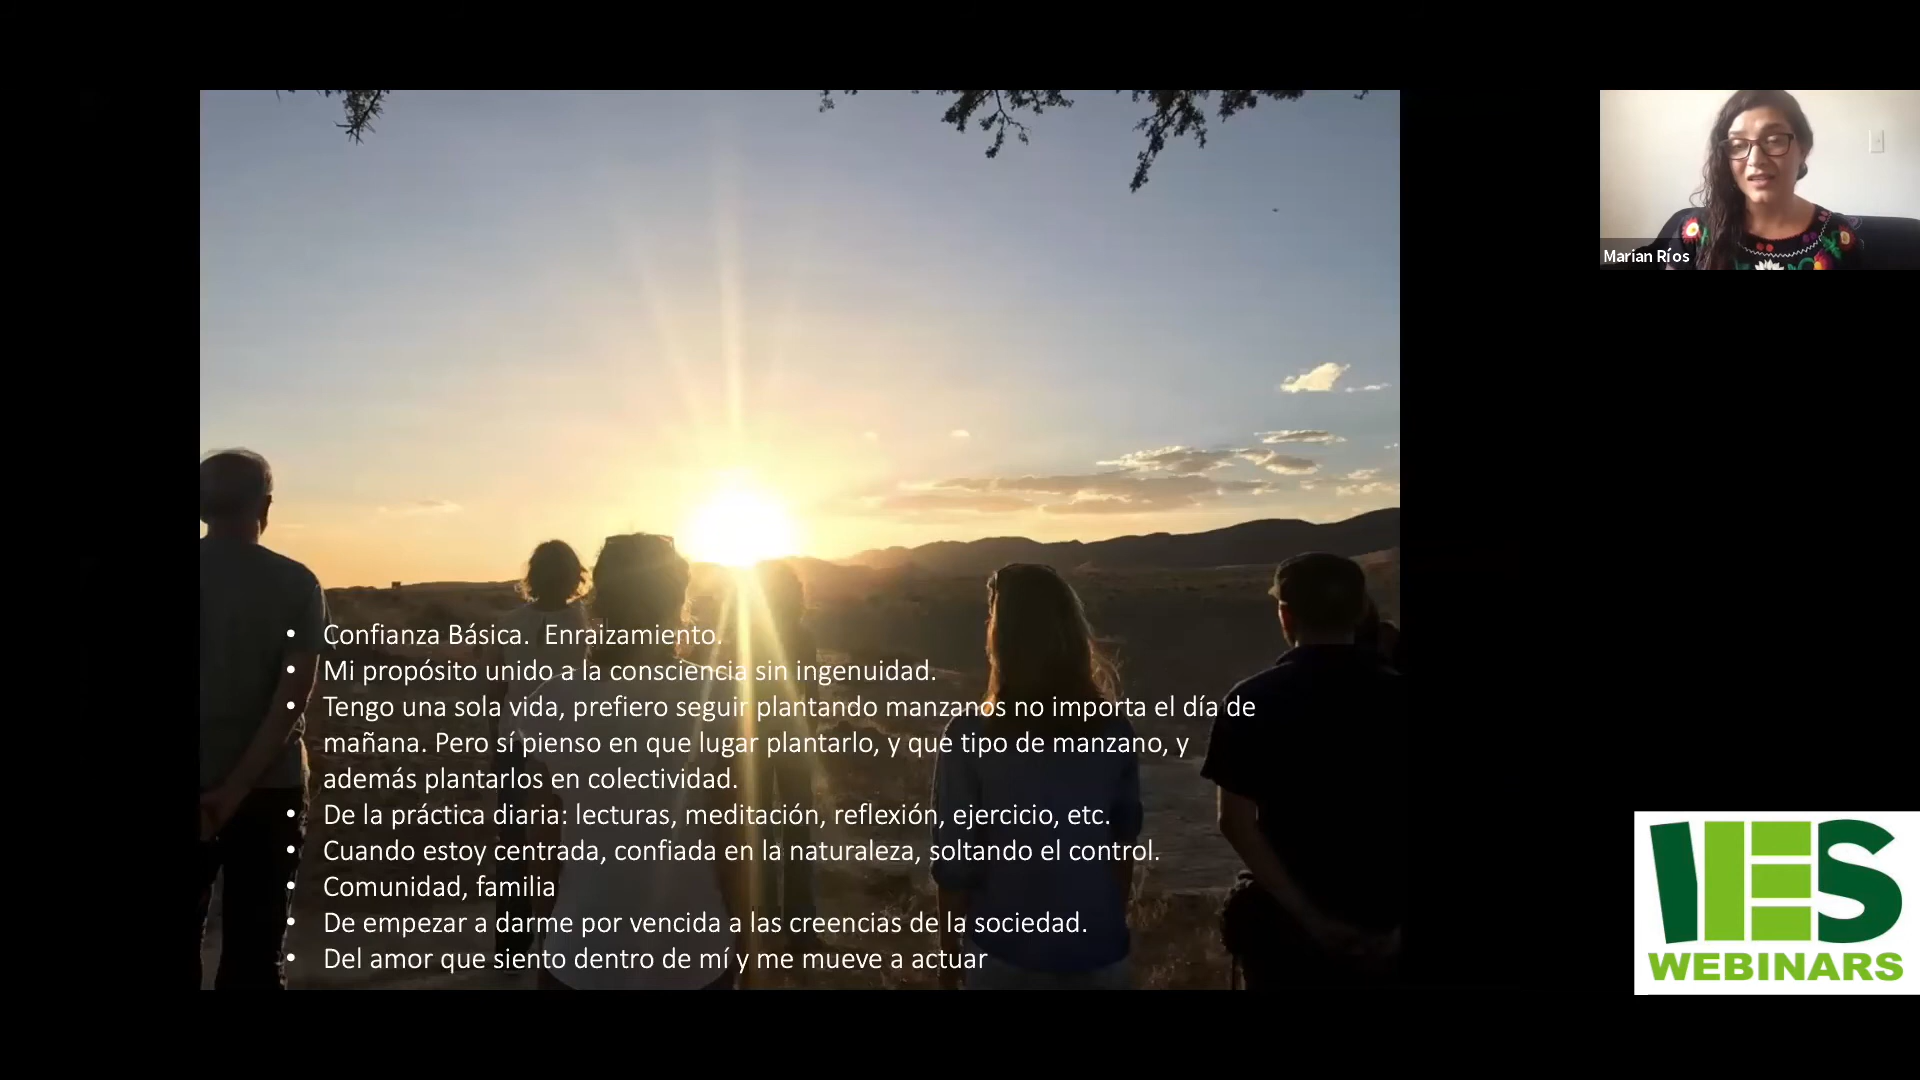 • Confianza Básica.  Enraizamiento.
• Mi propósito unido a la consciencia sin ingenuidad.
• Tengo una sola vida, prefiero seguir plantando manzanos no importa el día de
mañana. Pero sí pienso en que lugar plantarlo, y que tipo de manzano, y
además plantarlos en colectividad.
• De la práctica diaria: lecturas, meditación, reflexión, ejercicio, etc.
• Cuando estoy centrada, confiada en la naturaleza, soltando el control.
• Comunidad, familia
• De empezar a darme por vencida a las creencias de la sociedad.
• Del amor que siento dentro de mí y me mueve a actuar
Marian Ríos
IES
WEBINARS